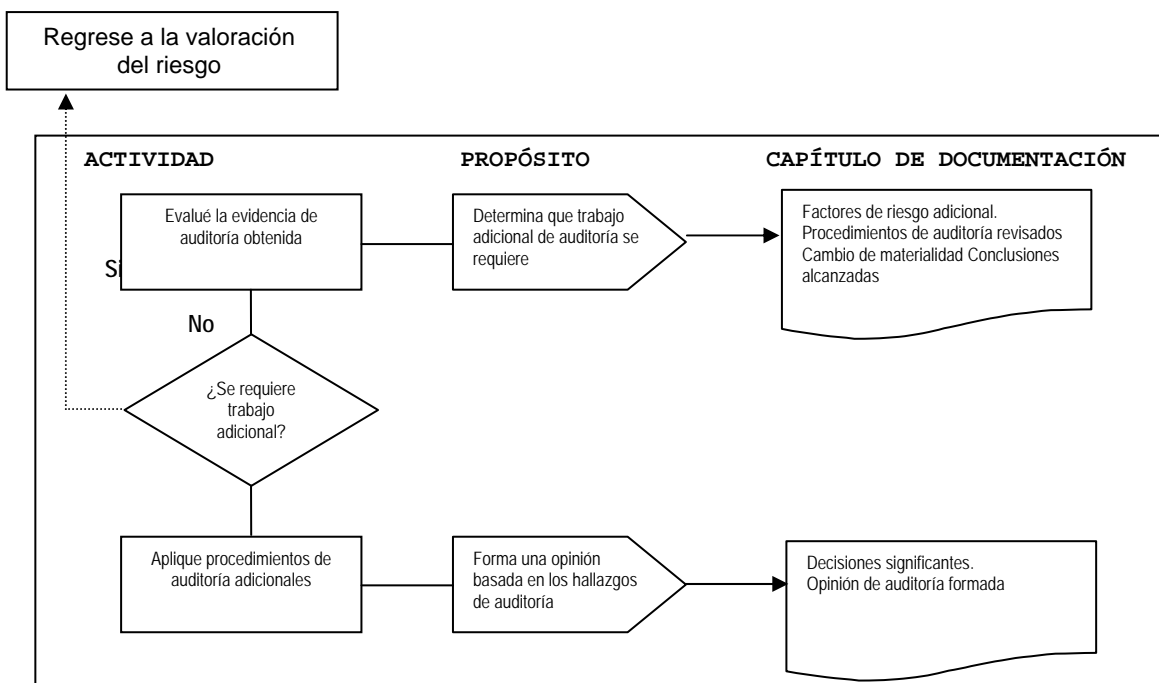 Regrese a la valoración
del riesgo
ACTIVIDAD
PROPÓSITO
CAPÍTULO DE DOCUMENTACIÓN
Evalué la evidencia de
auditoría obtenida
Determina que trabajo
adicional de auditoría se
requiere
Factores de riesgo adicional.
Procedimientos de auditoría revisados
Cambio de materialidad Conclusiones
alcanzadas
Si
No
¿Se requiere
trabajo
adicional?
Aplique procedimientos de
auditoría adicionales
Forma una opinión
basada en los hallazgos
de auditoría
Decisiones significantes.
Opinión de auditoría formada